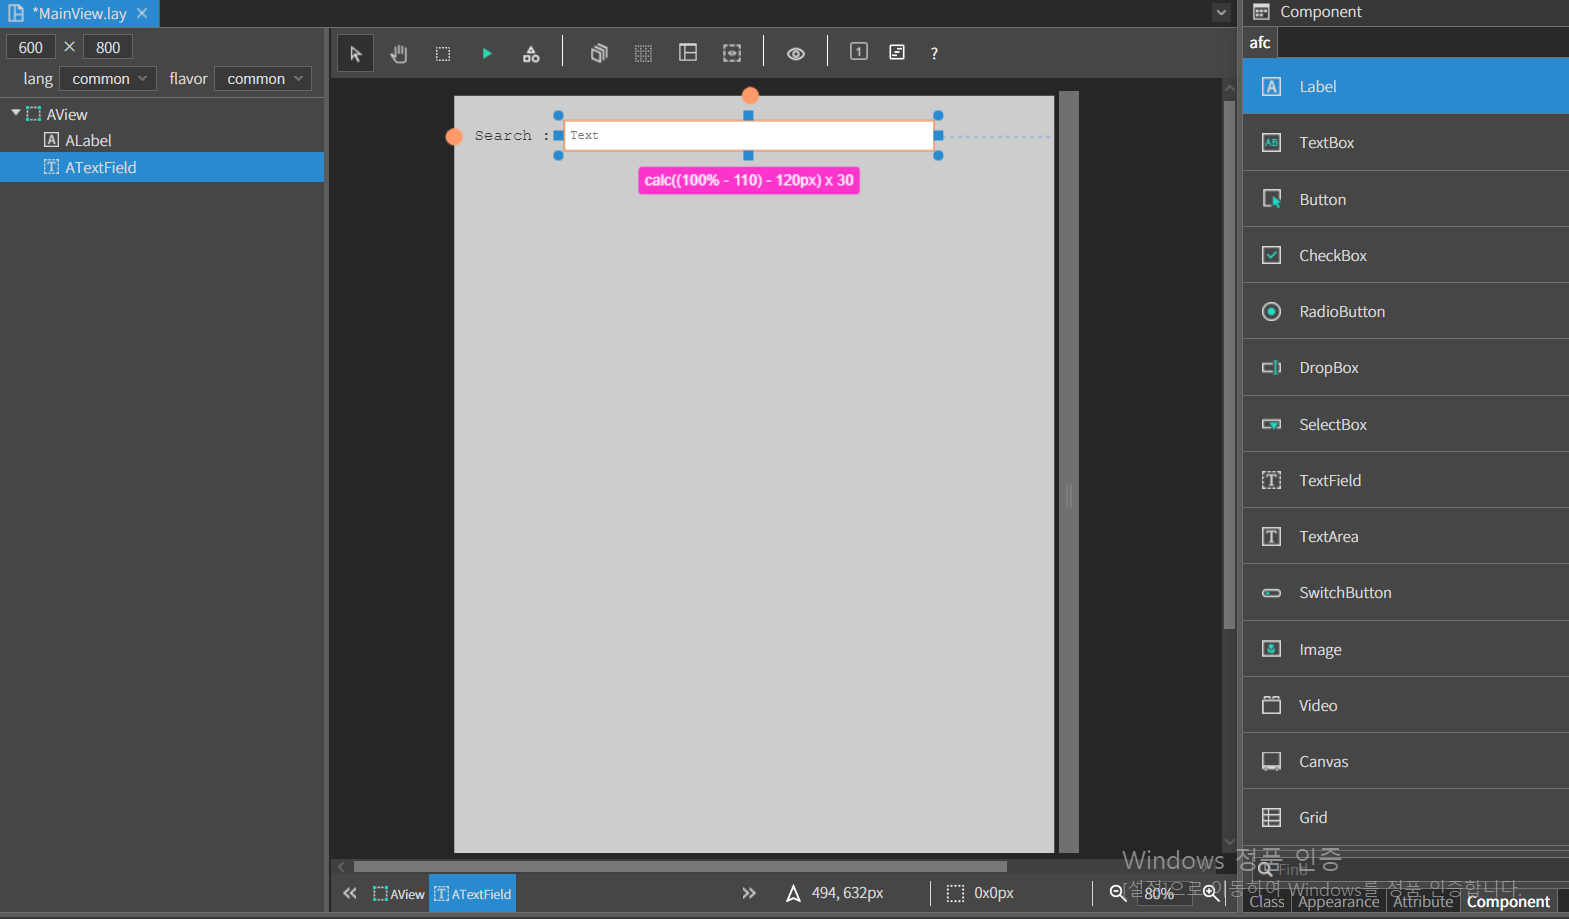 *MainView.lay
600 × 800
lang common flavor common
AView
ALabel
ATextField
1 ?
Search :
Text
calc((100% - 110) - 120px) x 30
AView ATextField 494, 632px 0x0px 80%
Component
afc
Label
TextBox
Button
CheckBox
RadioButton
DropBox
SelectBox
TextField
TextArea
SwitchButton
Image
Video
Canvas
Grid
Find
Class Appearance Attribute Component
Windows 정품 인증
[설정]으로 이동하여 Windows를 정품 인증합니다.